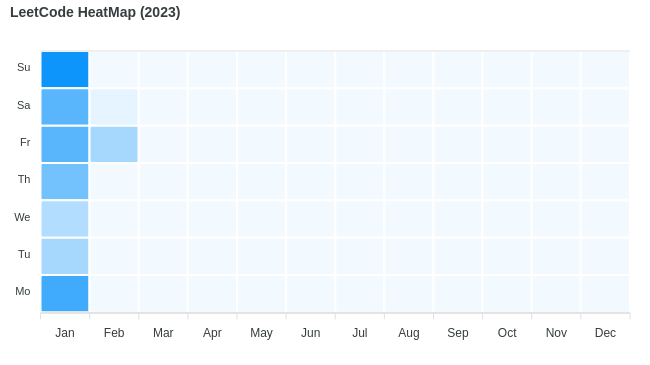 LeetCode HeatMap (2023)
Su
Sa
Fr
Th
We
Tu
Mo
Jan Feb Mar Apr May Jun Jul Aug Sep Oct Nov Dec